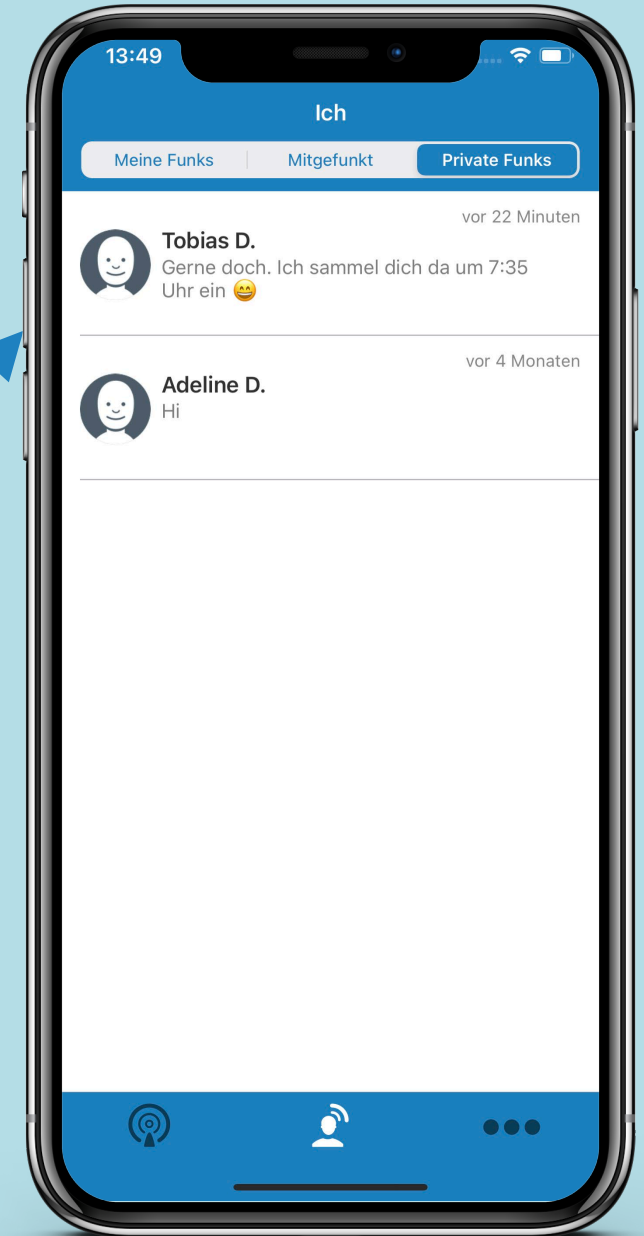 13:49
Ich
Meine Funks Mitgefunkt Private Funks
vor 22 Minuten
Tobias D.
Gerne doch. Ich sammel dich da um 7:35
Uhr ein 😄
vor 4 Monaten
Adeline D.
Hi